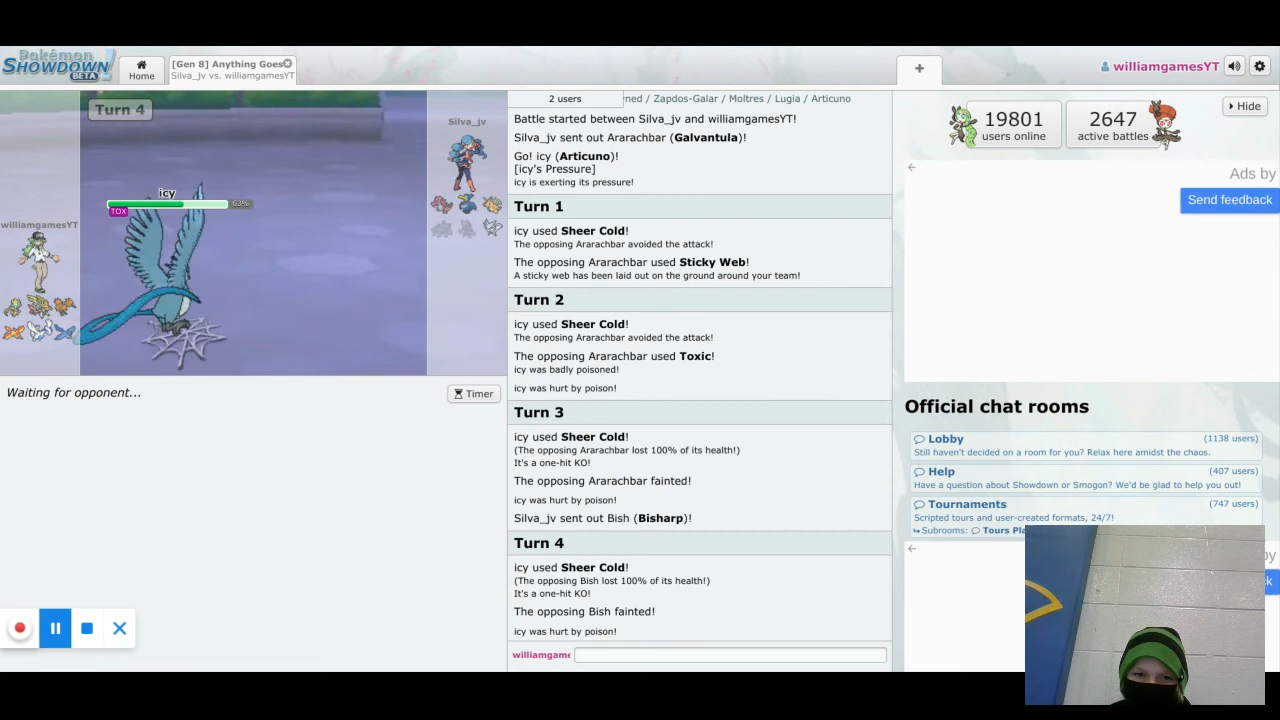 Pokémon
SHOWDOWN!
BETA
Home
[Gen 8] Anything Goes
Silva_jv vs. williamgamesYT
+
williamgamesYT
Turn 4
Silva_jv
icy
63%
TOX
williamgamesYT
Waiting for opponent...
Timer
2 users
/ Zapdos-Galar / Moltres / Lugia / Articuno
Battle started between Silva_jv and williamgamesYT!
Silva_jv sent out Ararachbar (Galvantula)!
Go! icy (Articuno)!
[icy's Pressure]
icy is exerting its pressure!
Turn 1
icy used Sheer Cold!
The opposing Ararachbar avoided the attack!
The opposing Ararachbar used Sticky Web!
A sticky web has been laid out on the ground around your team!
Turn 2
icy used Sheer Cold!
The opposing Ararachbar avoided the attack!
The opposing Ararachbar used Toxic!
icy was badly poisoned!
icy was hurt by poison!
Turn 3
icy used Sheer Cold!
(The opposing Ararachbar lost 100% of its health!)
It's a one-hit KO!
The opposing Ararachbar fainted!
icy was hurt by poison!
Silva_jv sent out Bish (Bisharp)!
Turn 4
icy used Sheer Cold!
(The opposing Bish lost 100% of its health!)
It's a one-hit KO!
The opposing Bish fainted!
icy was hurt by poison!
williamgame
19801
users online
2647
active battles
Hide
Ads by
Send feedback
Official chat rooms
Lobby (1138 users)
Still haven't decided on a room for you? Relax here amidst the chaos.
Help (407 users)
Have a question about Showdown or Smogon? We'd be glad to help you out!
Tournaments (747 users)
Scripted tours and user-created formats, 24/7!
Subrooms: Tours Pla